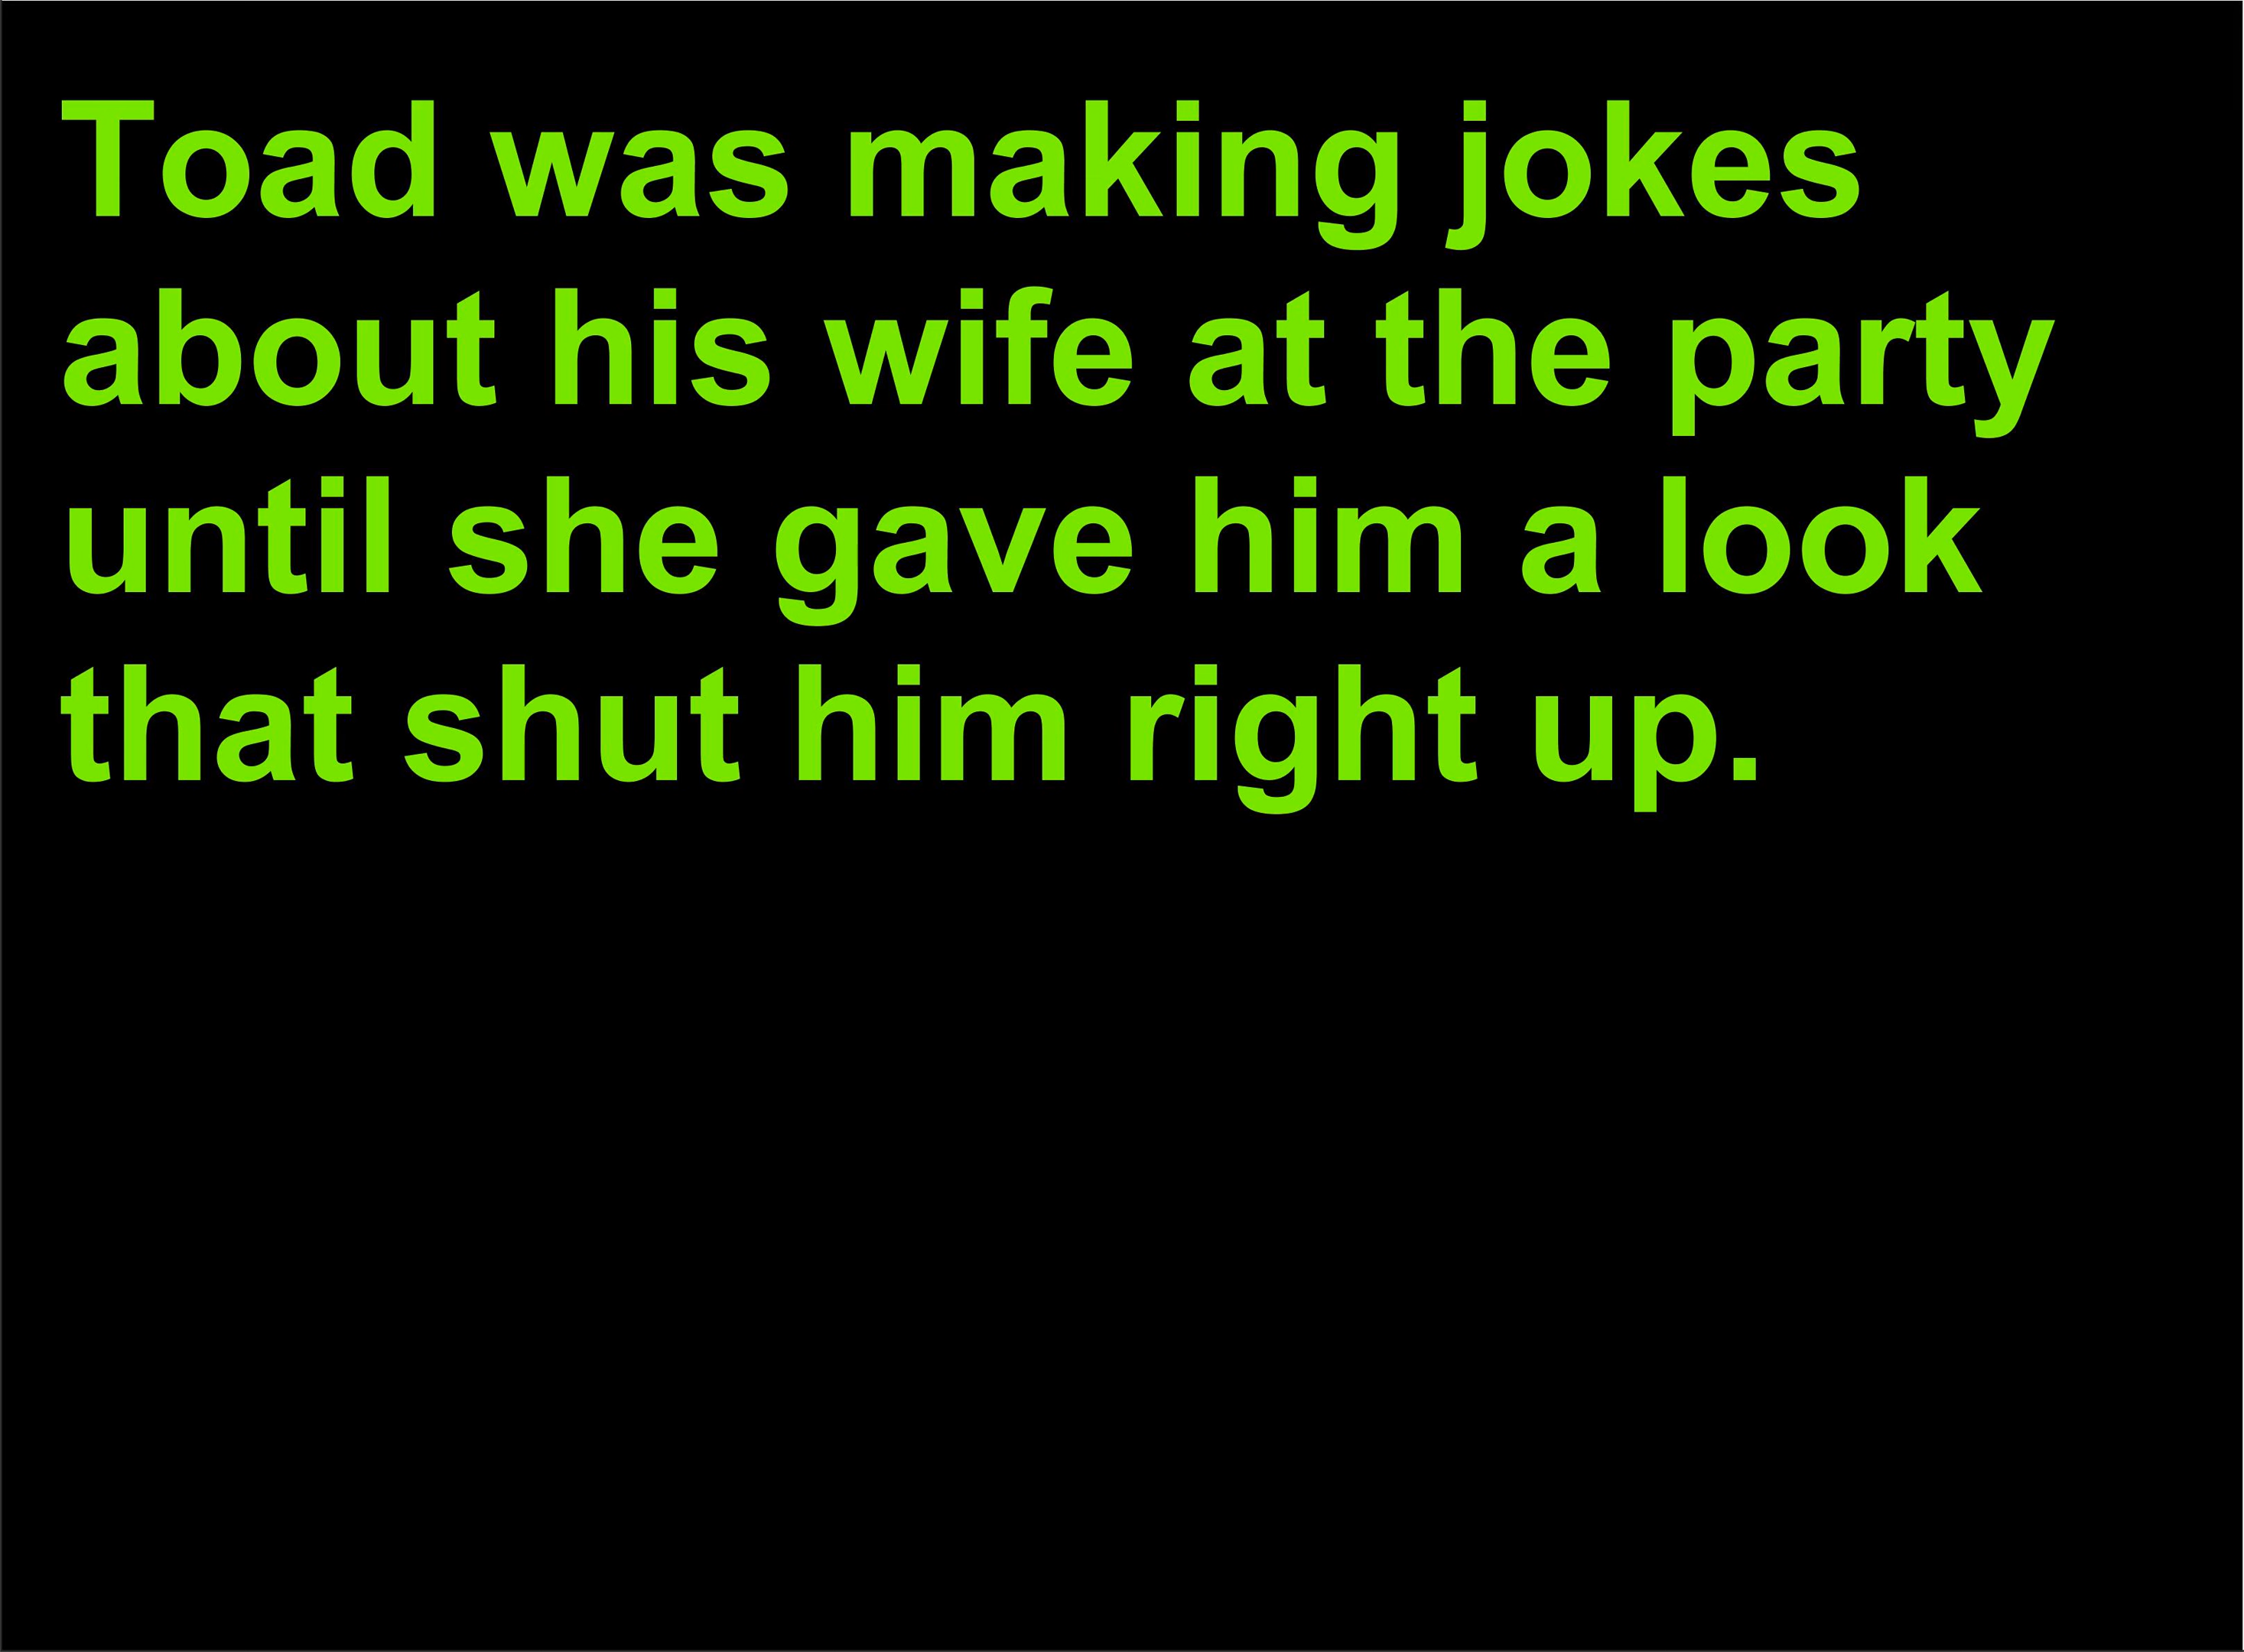 Toad was making jokes
about his wife at the party
until she gave him a look
that shut him right up.